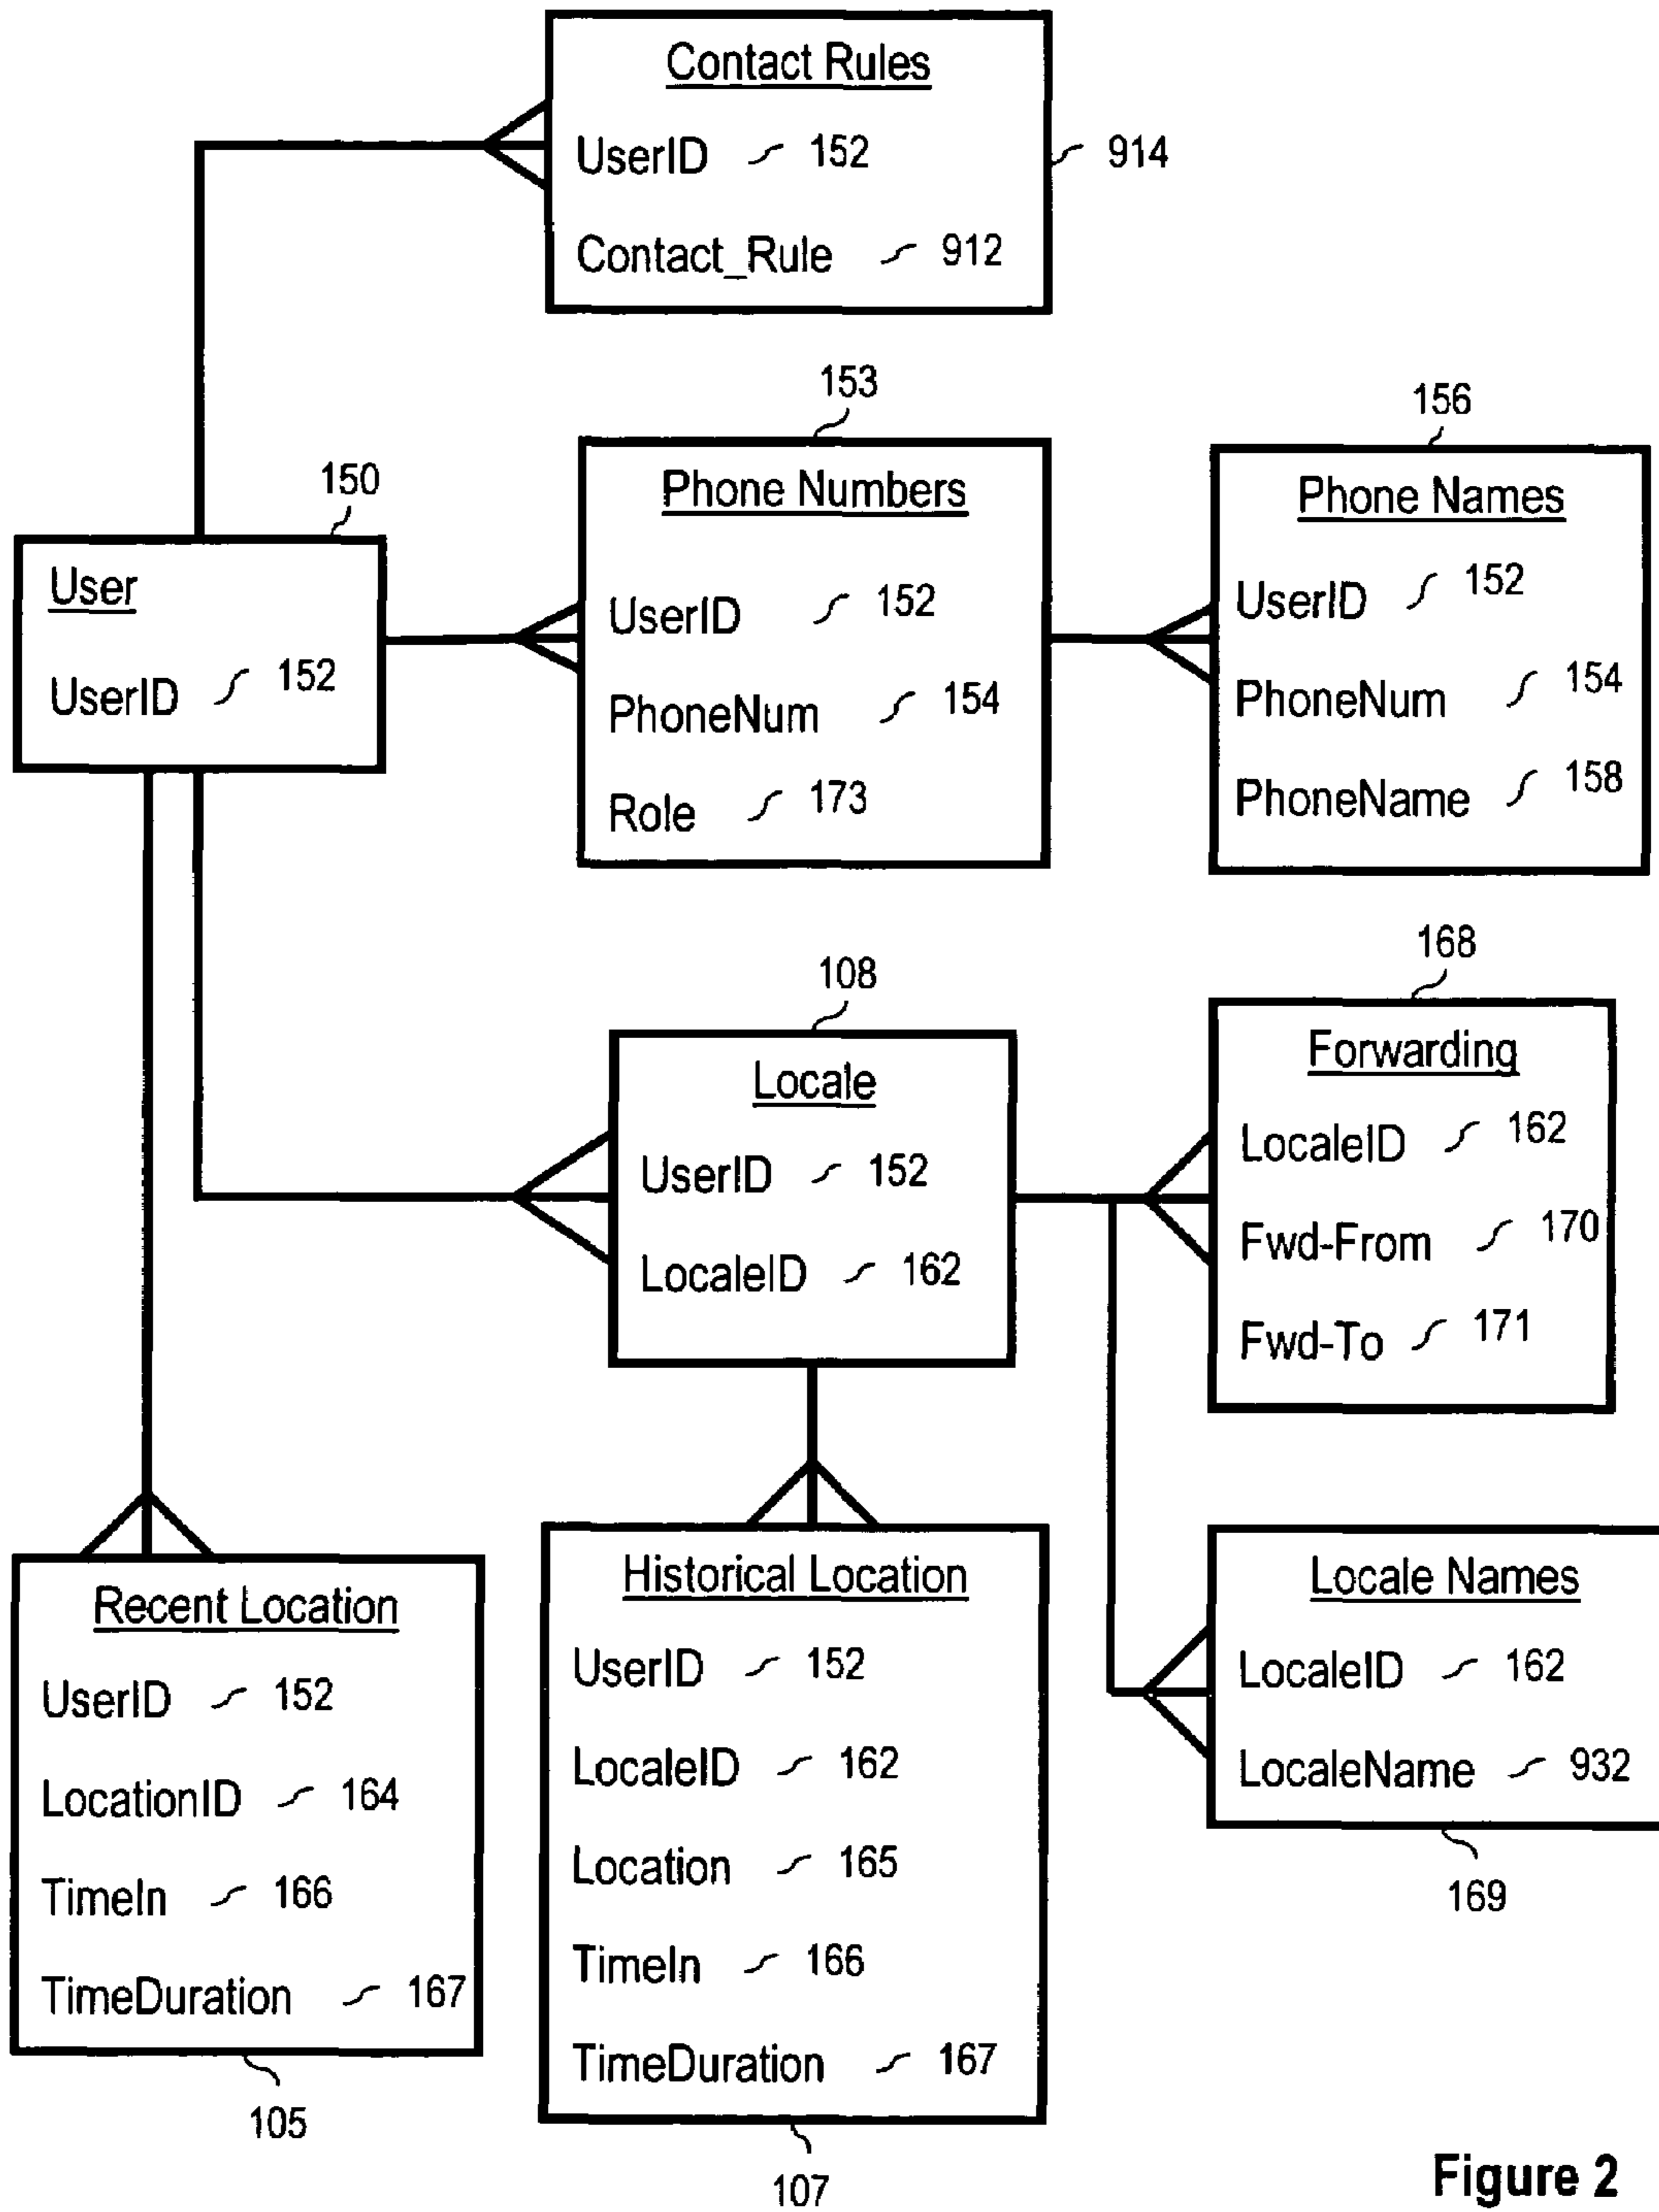 Contact Rules
UserID 152
914
Contact_Rule 912
150
User
UserID 152
153
Phone Numbers
UserID 152
PhoneNum 154
Role 173
156
Phone Names
UserID 152
PhoneNum 154
PhoneName 158
108
Locale
UserID 152
LocaleID 162
168
Forwarding
LocaleID 162
Fwd-From 170
Fwd-To 171
Recent Location
UserID 152
LocationID 164
TimeIn 166
TimeDuration 167
105
Historical Location
UserID 152
LocaleID 162
Location 165
TimeIn 166
TimeDuration 167
107
Locale Names
LocaleID 162
LocaleName 932
169
Figure 2